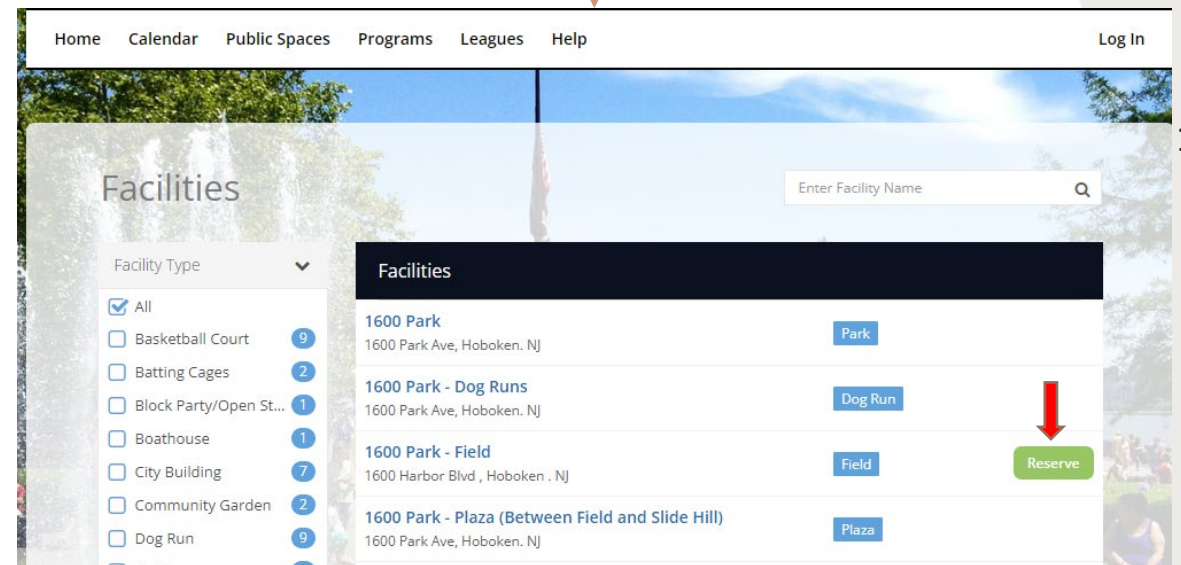 Home Calendar Public Spaces Programs Leagues Help Log In
Facilities
Enter Facility Name
Facility Type
All
Basketball Court 9
Batting Cages 2
Block Party/Open St... 1
Boathouse 1
City Building 7
Community Garden 2
Dog Run 9
Facilities
1600 Park
1600 Park Ave, Hoboken. NJ
Park
1600 Park - Dog Runs
1600 Park Ave, Hoboken. NJ
Dog Run
1600 Park - Field
1600 Harbor Blvd , Hoboken . NJ
Field
Reserve
1600 Park - Plaza (Between Field and Slide Hill)
1600 Park Ave, Hoboken. NJ
Plaza